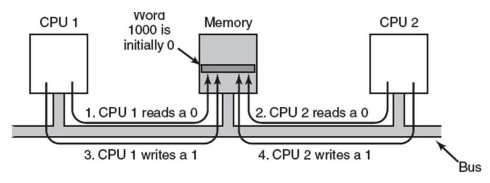 CPU 1
Word
1000 is
initially 0
Memory
CPU 2
1. CPU 1 reads a 0
2. CPU 2 reads a 0
3. CPU 1 writes a 1
4. CPU 2 writes a 1
Bus